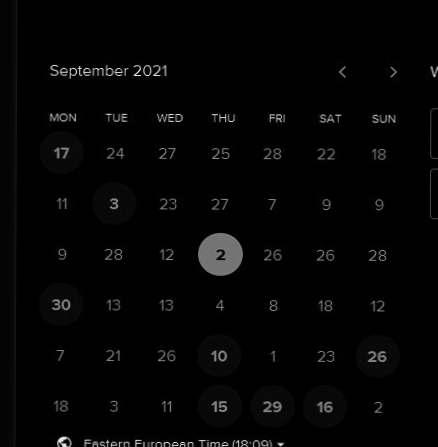 September 2021
W
MON TUE WED THU FRI SAT SUN
17 24 27 25 28 22 18
11 3 23 27 7 9 9
9 28 12 2 26 26 28
30 13 13 4 8 18 12
7 21 26 10 1 23 26
18 3 11 15 29 16 2
Eastern European Time (18:09)